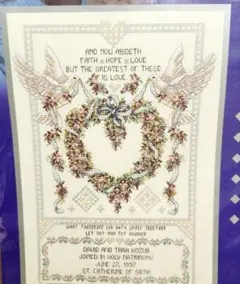 AND NOW ABIDETH
FAITH HOPE LOVE
BUT THE GREATEST OF THESE
IS LOVE
WHAT THEREFORE GOD HATH JOINED TOGETHER
LET NOT MAN PUT ASUNDER
DAVID AND TARA KOZUB
JOINED IN HOLY MATRIMONY
JUNE 27, 1997
ST. CATHERINE OF SIENA